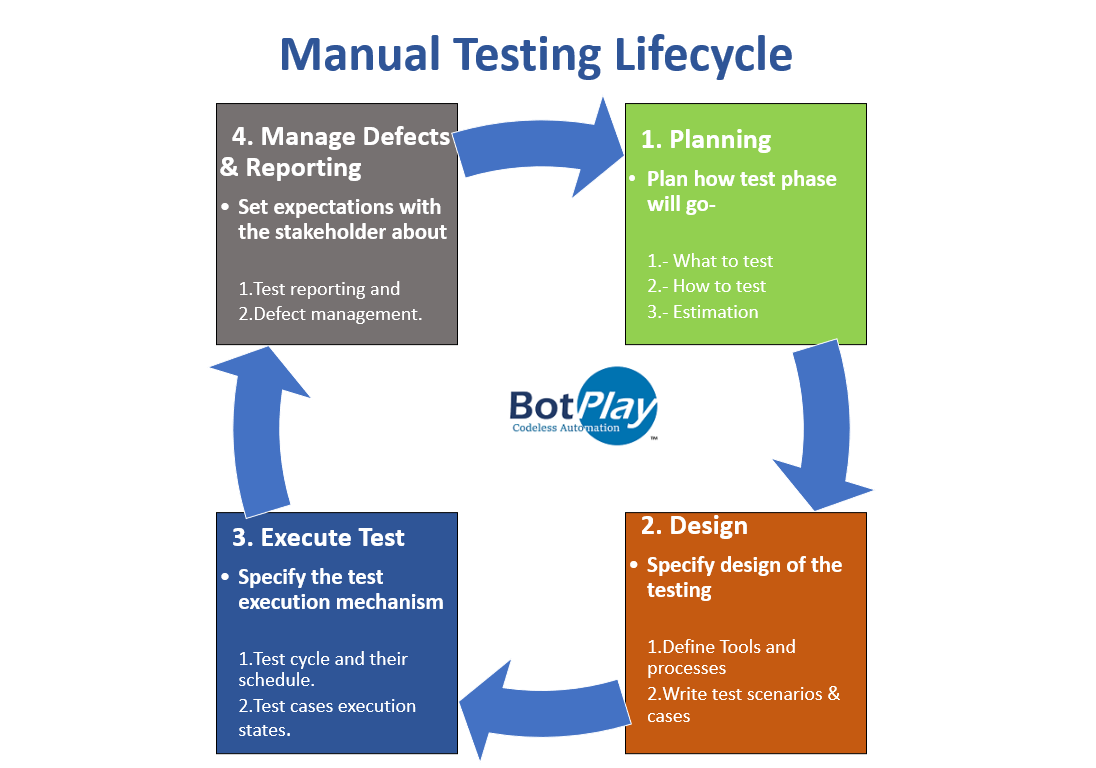 Manual Testing Lifecycle
4. Manage Defects
& Reporting
• Set expectations with
the stakeholder about
1.Test reporting and
2.Defect management.
1. Planning
• Plan how test phase
will go-
1.- What to test
2.- How to test
3.- Estimation
BotPlay
Codeless Automation
™
3. Execute Test
• Specify the test
execution mechanism
1.Test cycle and their
schedule.
2.Test cases execution
states.
2. Design
• Specify design of the
testing
1.Define Tools and
processes
2.Write test scenarios &
cases